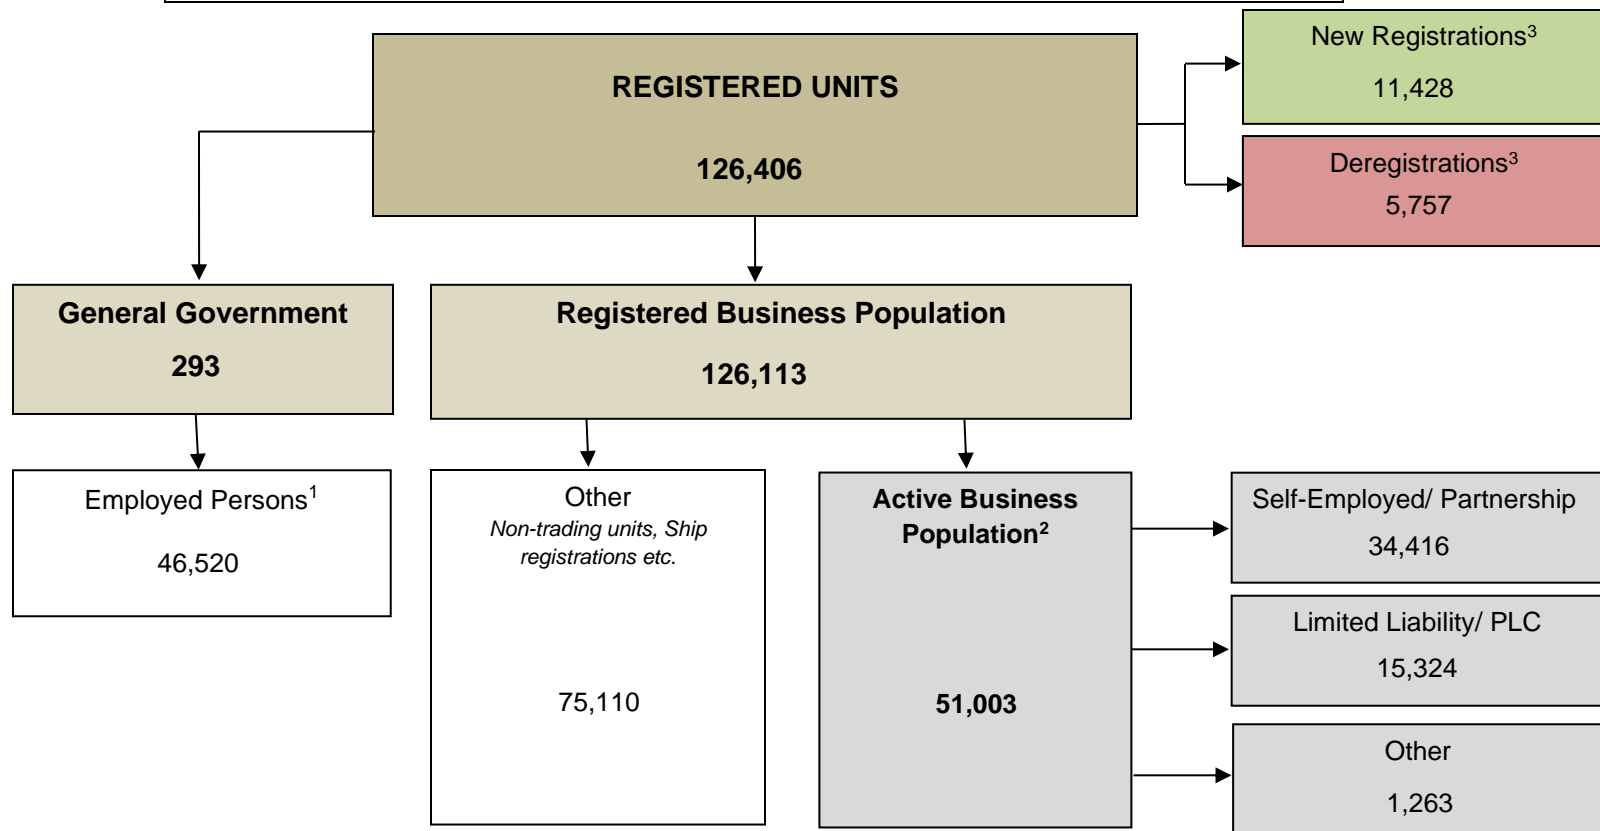 REGISTERED UNITS
126,406
New Registrations³
11,428
Deregistrations³
5,757
General Government
293
Registered Business Population
126,113
Employed Persons¹
46,520
Other
Non-trading units, Ship
registrations etc.
75,110
Active Business
Population²
51,003
Self-Employed/ Partnership
34,416
Limited Liability/ PLC
15,324
Other
1,263